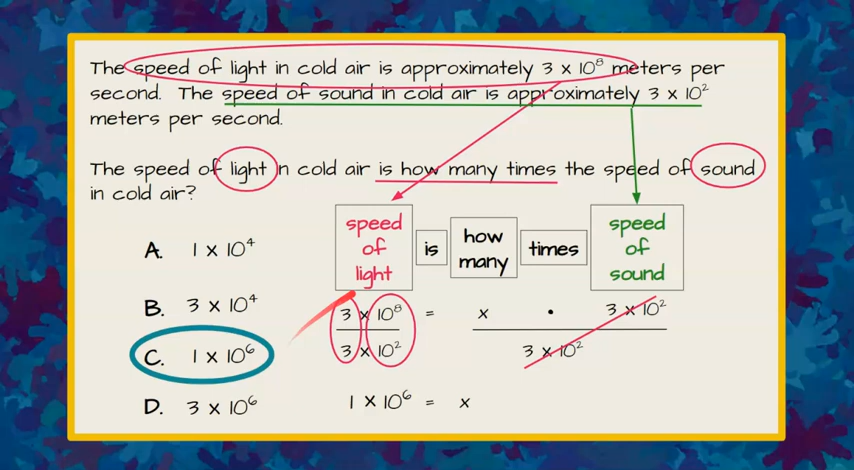 The speed of light in cold air is approximately 3 x 10⁸ meters per
second. The speed of sound in cold air is approximately 3 x 10²
meters per second.
The speed of light in cold air is how many times the speed of sound
in cold air?
A. 1 x 10⁴
B. 3 x 10⁴
C. 1 x 10⁶
D. 3 x 10⁶
speed
of
light
is
how
many
times
speed
of
sound
3 x 10⁸ = x • 3 x 10²
3 x 10² 3 x 10²
1 x 10⁶ = x